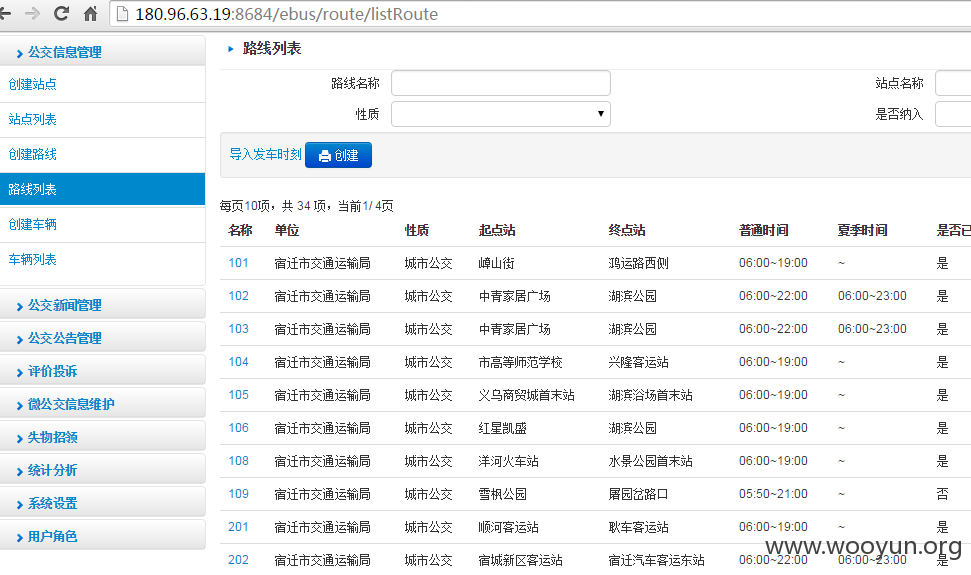 180.96.63.19:8684/ebus/route/listRoute
公交信息管理
创建站点
站点列表
创建路线
路线列表
创建车辆
车辆列表
公交新闻管理
公交公告管理
评价投诉
微公交信息维护
失物招领
统计分析
系统设置
用户角色
路线列表
路线名称 站点名称
性质 是否纳入
导入发车时刻 创建
每页10项，共 34 项，当前1/ 4页
名称 单位 性质 起点站 终点站 普通时间 夏季时间 是否已
101 宿迁市交通运输局 城市公交 嶂山街 鸿运路西侧 06:00~19:00 ~ 是
102 宿迁市交通运输局 城市公交 中青家居广场 湖滨公园 06:00~22:00 06:00~23:00 是
103 宿迁市交通运输局 城市公交 中青家居广场 湖滨公园 06:00~22:00 06:00~23:00 是
104 宿迁市交通运输局 城市公交 市高等师范学校 兴隆客运站 06:00~19:00 ~ 是
105 宿迁市交通运输局 城市公交 义乌商贸城首末站 湖滨浴场首末站 06:00~19:00 ~ 是
106 宿迁市交通运输局 城市公交 红星凯盛 湖滨公园 06:00~19:00 ~ 是
108 宿迁市交通运输局 城市公交 洋河火车站 水景公园首末站 06:00~19:00 ~ 是
109 宿迁市交通运输局 城市公交 雪枫公园 屠园岔路口 05:50~21:00 ~ 否
201 宿迁市交通运输局 城市公交 顺河客运站 耿车客运站 06:00~19:00 ~ 是
202 宿迁市交通运输局 城市公交 宿城新区客运站 宿迁汽车客运东站 06:00~22:00 06:00~23:00 是
www.wooyun.org